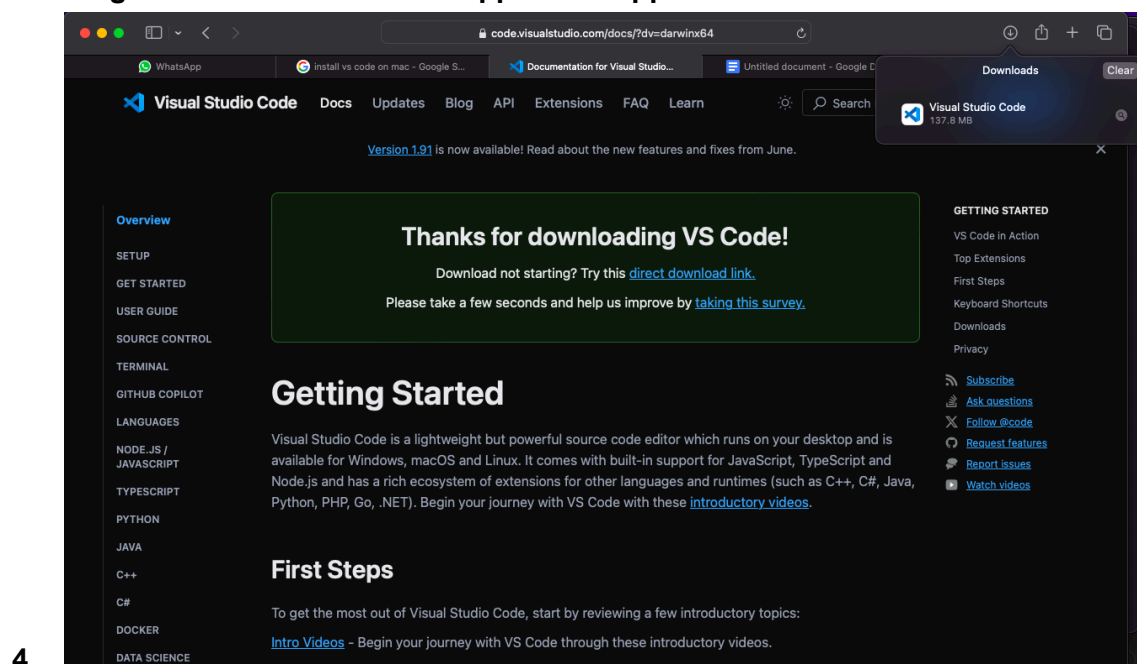 code.visualstudio.com/docs/?dv=darwinx64
WhatsApp
install vs code on mac - Google S...
Documentation for Visual Studio...
Untitled document - Google D
Downloads
Clear
Visual Studio Code
137.8 MB
Visual Studio Code
Docs
Updates
Blog
API
Extensions
FAQ
Learn
Search
Version 1.91 is now available! Read about the new features and fixes from June.
Overview
SETUP
GET STARTED
USER GUIDE
SOURCE CONTROL
TERMINAL
GITHUB COPILOT
LANGUAGES
NODE.JS /
JAVASCRIPT
TYPESCRIPT
PYTHON
JAVA
C++
C#
DOCKER
DATA SCIENCE
Thanks for downloading VS Code!
Download not starting? Try this direct download link.
Please take a few seconds and help us improve by taking this survey.
Getting Started
Visual Studio Code is a lightweight but powerful source code editor which runs on your desktop and is
available for Windows, macOS and Linux. It comes with built-in support for JavaScript, TypeScript and
Node.js and has a rich ecosystem of extensions for other languages and runtimes (such as C++, C#, Java,
Python, PHP, Go, .NET). Begin your journey with VS Code with these introductory videos.
First Steps
To get the most out of Visual Studio Code, start by reviewing a few introductory topics:
Intro Videos - Begin your journey with VS Code through these introductory videos.
GETTING STARTED
VS Code in Action
Top Extensions
First Steps
Keyboard Shortcuts
Downloads
Privacy
Subscribe
Ask questions
Follow @code
Request features
Report issues
Watch videos
4